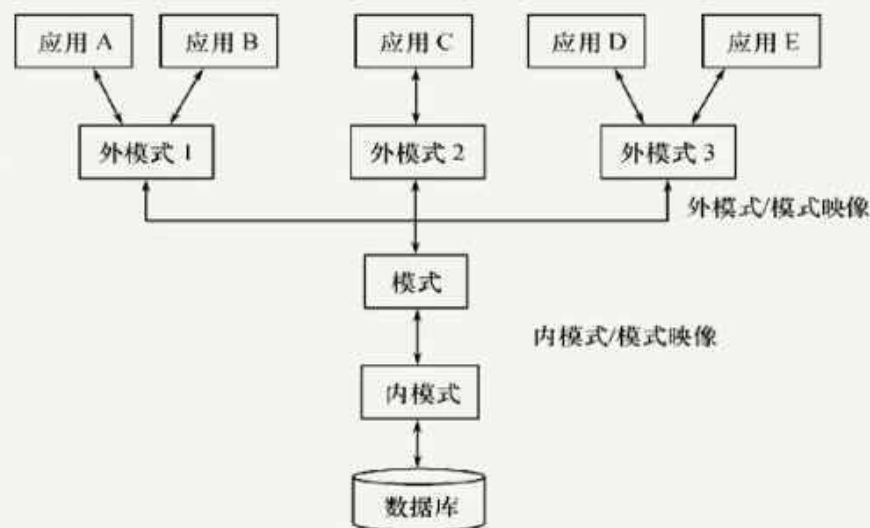 应用 A 应用 B 应用 C 应用 D 应用 E
外模式 1 外模式 2 外模式 3
外模式/模式映像
模式
内模式/模式映像
内模式
数据库